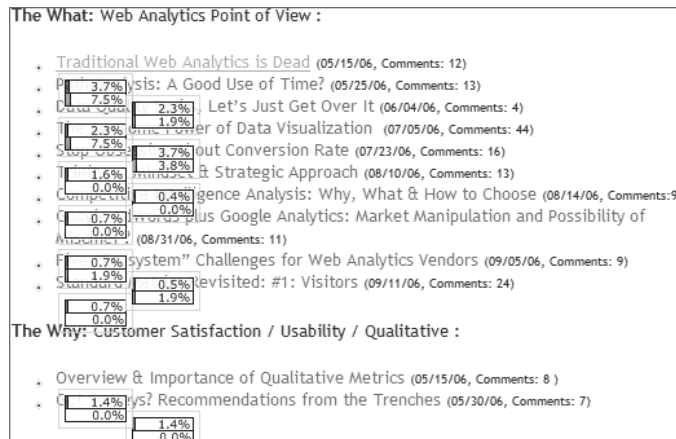 The What: Web Analytics Point of View :
Traditional Web Analytics is Dead (05/15/06, Comments: 12)
3.7%
7.5%
Analysis: A Good Use of Time? (05/25/06, Comments: 13)
2.3%
1.9%
Data Quality Let's Just Get Over It (06/04/06, Comments: 4)
2.3%
7.5%
The Power of Data Visualization (07/05/06, Comments: 44)
3.7%
3.8%
Stop Conversion Rate (07/23/06, Comments: 16)
1.6%
0.0%
& Strategic Approach (08/10/06, Comments: 13)
0.4%
0.0%
Analysis: Why, What & How to Choose (08/14/06, Comments:9
0.7%
0.0%
plus Google Analytics: Market Manipulation and Possibility of
(08/31/06, Comments: 11)
0.7%
1.9%
Challenges for Web Analytics Vendors (09/05/06, Comments: 9)
0.5%
1.9%
Revisited: #1: Visitors (09/11/06, Comments: 24)
0.7%
0.0%
The Why: Customer Satisfaction / Usability / Qualitative :
Overview & Importance of Qualitative Metrics (05/15/06, Comments: 8 )
1.4%
0.0%
Recommendations from the Trenches (05/30/06, Comments: 7)
1.4%
0.0%